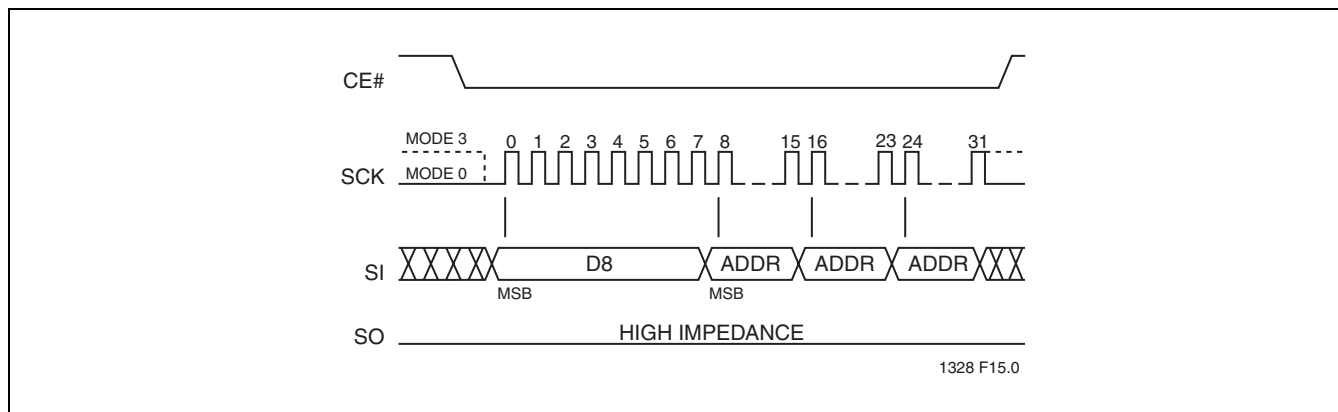 CE#
MODE 3
0 1 2 3 4 5 6 7 8 15 16 23 24 31
SCK
MODE 0
SI
D8 ADDR ADDR ADDR
MSB MSB
SO
HIGH IMPEDANCE
1328 F15.0